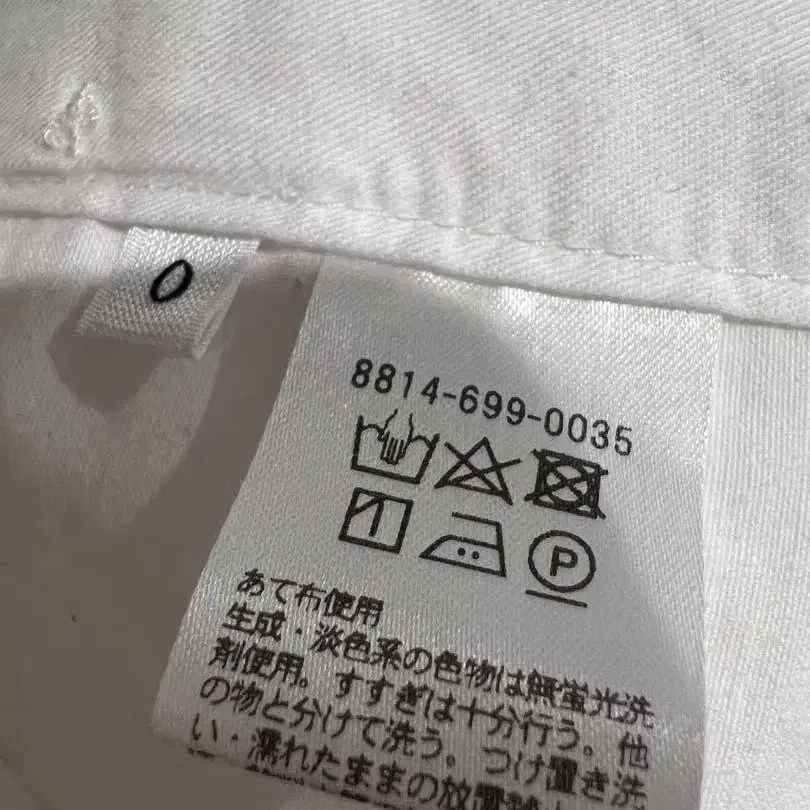 0
8814-699-0035
P
あて布使用
生成・淡色系の色物は無蛍光洗
剤使用。すすぎは十分行う。他
の物と分けて洗う。つけ置き洗
い・濡れたままの放置